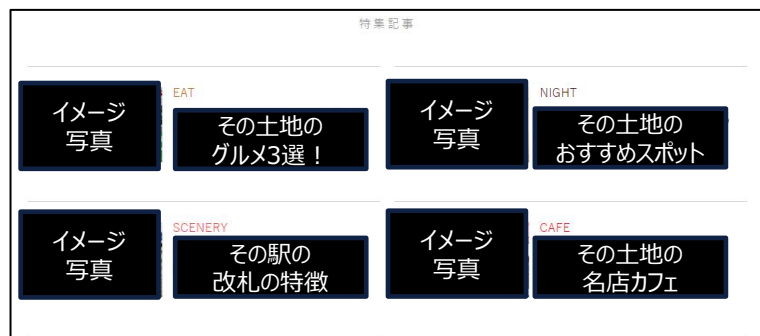 特集記事
イメージ
写真
EAT
その土地の
グルメ3選！
イメージ
写真
NIGHT
その土地の
おすすめスポット
イメージ
写真
SCENERY
その駅の
改札の特徴
イメージ
写真
CAFE
その土地の
名店カフェ